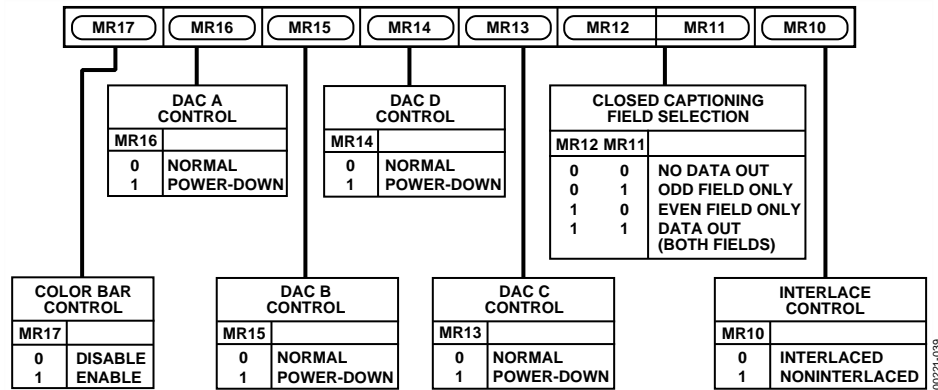 MR17 MR16 MR15 MR14 MR13 MR12 MR11 MR10
DAC A
CONTROL
MR16
0 NORMAL
1 POWER-DOWN
DAC D
CONTROL
MR14
0 NORMAL
1 POWER-DOWN
CLOSED CAPTIONING
FIELD SELECTION
MR12 MR11
0 0 NO DATA OUT
0 1 ODD FIELD ONLY
1 0 EVEN FIELD ONLY
1 1 DATA OUT
(BOTH FIELDS)
COLOR BAR
CONTROL
MR17
0 DISABLE
1 ENABLE
DAC B
CONTROL
MR15
0 NORMAL
1 POWER-DOWN
DAC C
CONTROL
MR13
0 NORMAL
1 POWER-DOWN
INTERLACE
CONTROL
MR10
0 INTERLACED
1 NONINTERLACED
00221-039